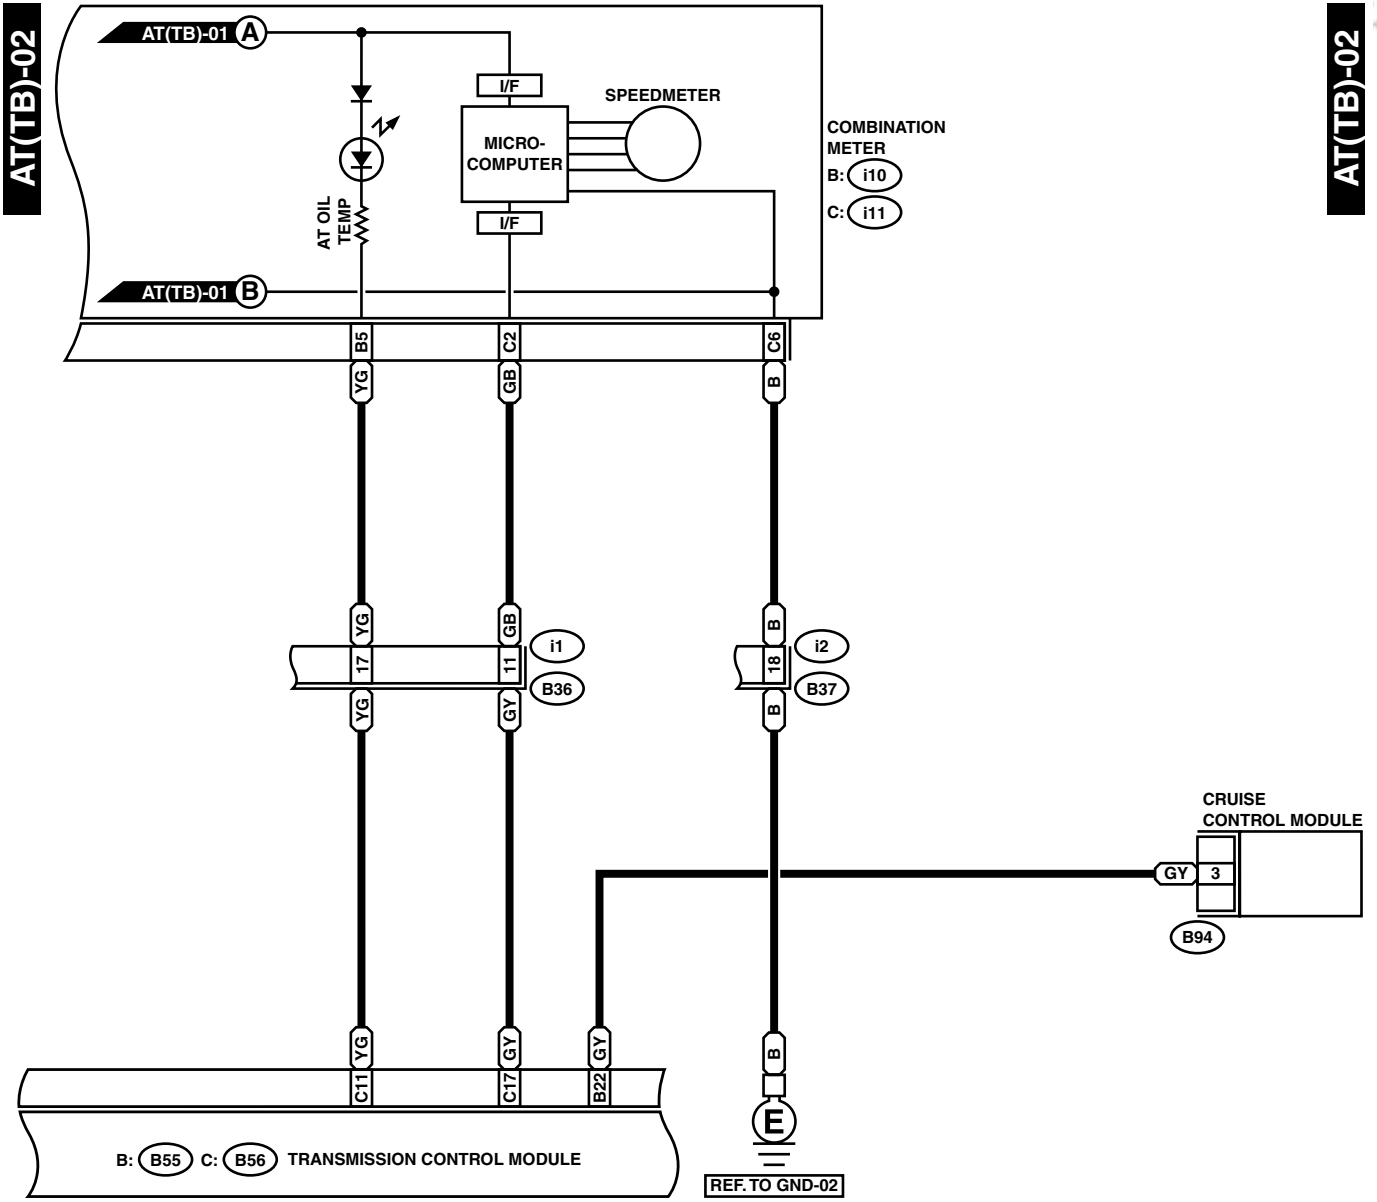 AT(TB)-02
AT(TB)-02
AT(TB)-01 A
I/F
SPEEDMETER
MICRO-
COMPUTER
COMBINATION
METER
B: i10
C: i11
AT OIL
TEMP
I/F
AT(TB)-01 B
B5
C2
C6
YG
GB
B
YG
GB
B
i1
i2
17
11
18
B36
B37
YG
GY
B
CRUISE
CONTROL MODULE
GY 3
B94
YG
GY
GY
B
C11
C17
B22
E
B: B55 C: B56 TRANSMISSION CONTROL MODULE
REF. TO GND-02